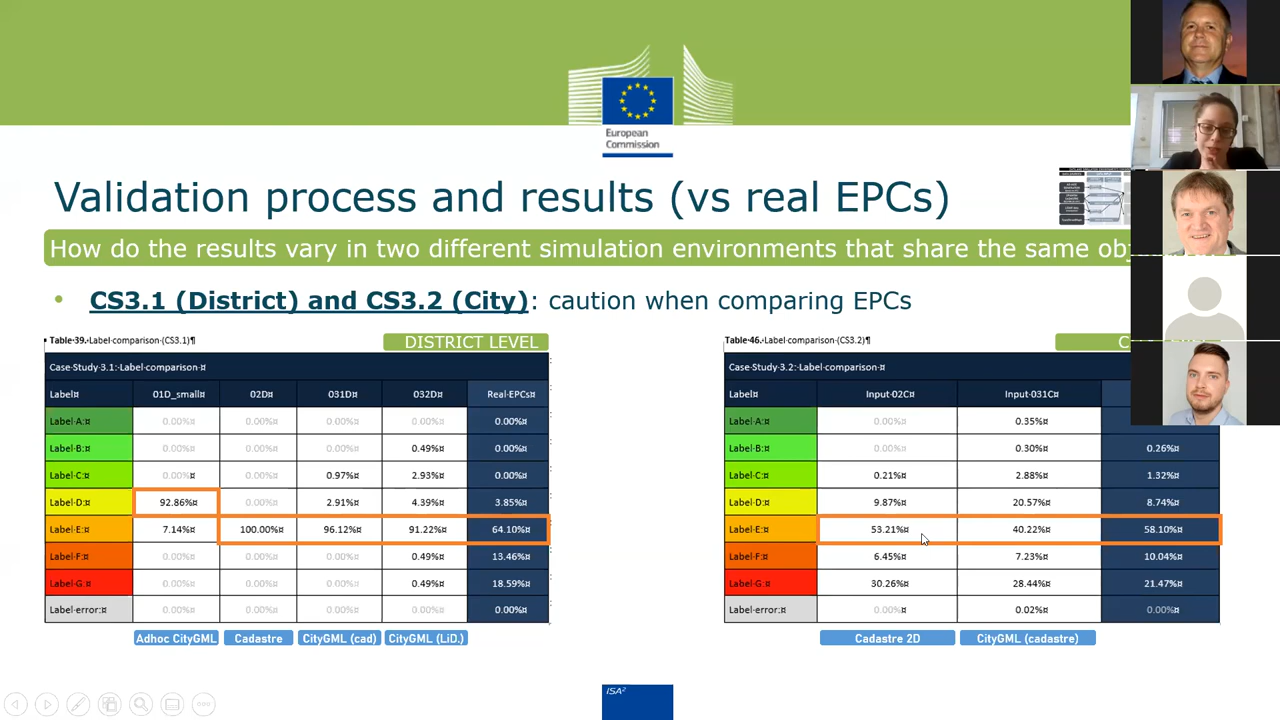 European
Commission
Validation process and results (vs real EPCs)
How do the results vary in two different simulation environments that share the same
• CS3.1 (District) and CS3.2 (City): caution when comparing EPCs
Table·39.·Label·comparison·(CS3.1)¶
DISTRICT LEVEL
Case·Study·3.1:·Label·comparison·¤
Label¤ 01D_small¤ 02D¤ 031D¤ 032D¤ Real·EPCs¤
Label·A:¤ 0.00%¤ 0.00%¤ 0.00%¤ 0.00%¤ 0.00%¤
Label·B:¤ 0.00%¤ 0.00%¤ 0.00%¤ 0.49%¤ 0.00%¤
Label·C:¤ 0.00%¤ 0.00%¤ 0.97%¤ 2.93%¤ 0.00%¤
Label·D:¤ 92.86%¤ 0.00%¤ 2.91%¤ 4.39%¤ 3.85%¤
Label·E:¤ 7.14%¤ 100.00%¤ 96.12%¤ 91.22%¤ 64.10%¤
Label·F:¤ 0.00%¤ 0.00%¤ 0.00%¤ 0.49%¤ 13.46%¤
Label·G:¤ 0.00%¤ 0.00%¤ 0.00%¤ 0.49%¤ 18.59%¤
Label·error:¤ 0.00%¤ 0.00%¤ 0.00%¤ 0.00%¤ 0.00%¤
Adhoc CityGML Cadastre CityGML (cad) CityGML (LiD.)
Table·46.·Label·comparison·(CS3.2)¶
Case·Study·3.2:·Label·comparison·¤
Label¤ Input·02C¤ Input·031C¤
Label·A:¤ 0.00%¤ 0.35%¤
Label·B:¤ 0.00%¤ 0.30%¤ 0.26%¤
Label·C:¤ 0.21%¤ 2.88%¤ 1.32%¤
Label·D:¤ 9.87%¤ 20.57%¤ 8.74%¤
Label·E:¤ 53.21%¤ 40.22%¤ 58.10%¤
Label·F:¤ 6.45%¤ 7.23%¤ 10.04%¤
Label·G:¤ 30.26%¤ 28.44%¤ 21.47%¤
Label·error:¤ 0.00%¤ 0.02%¤ 0.00%¤
Cadastre 2D CityGML (cadastre)
ISA²